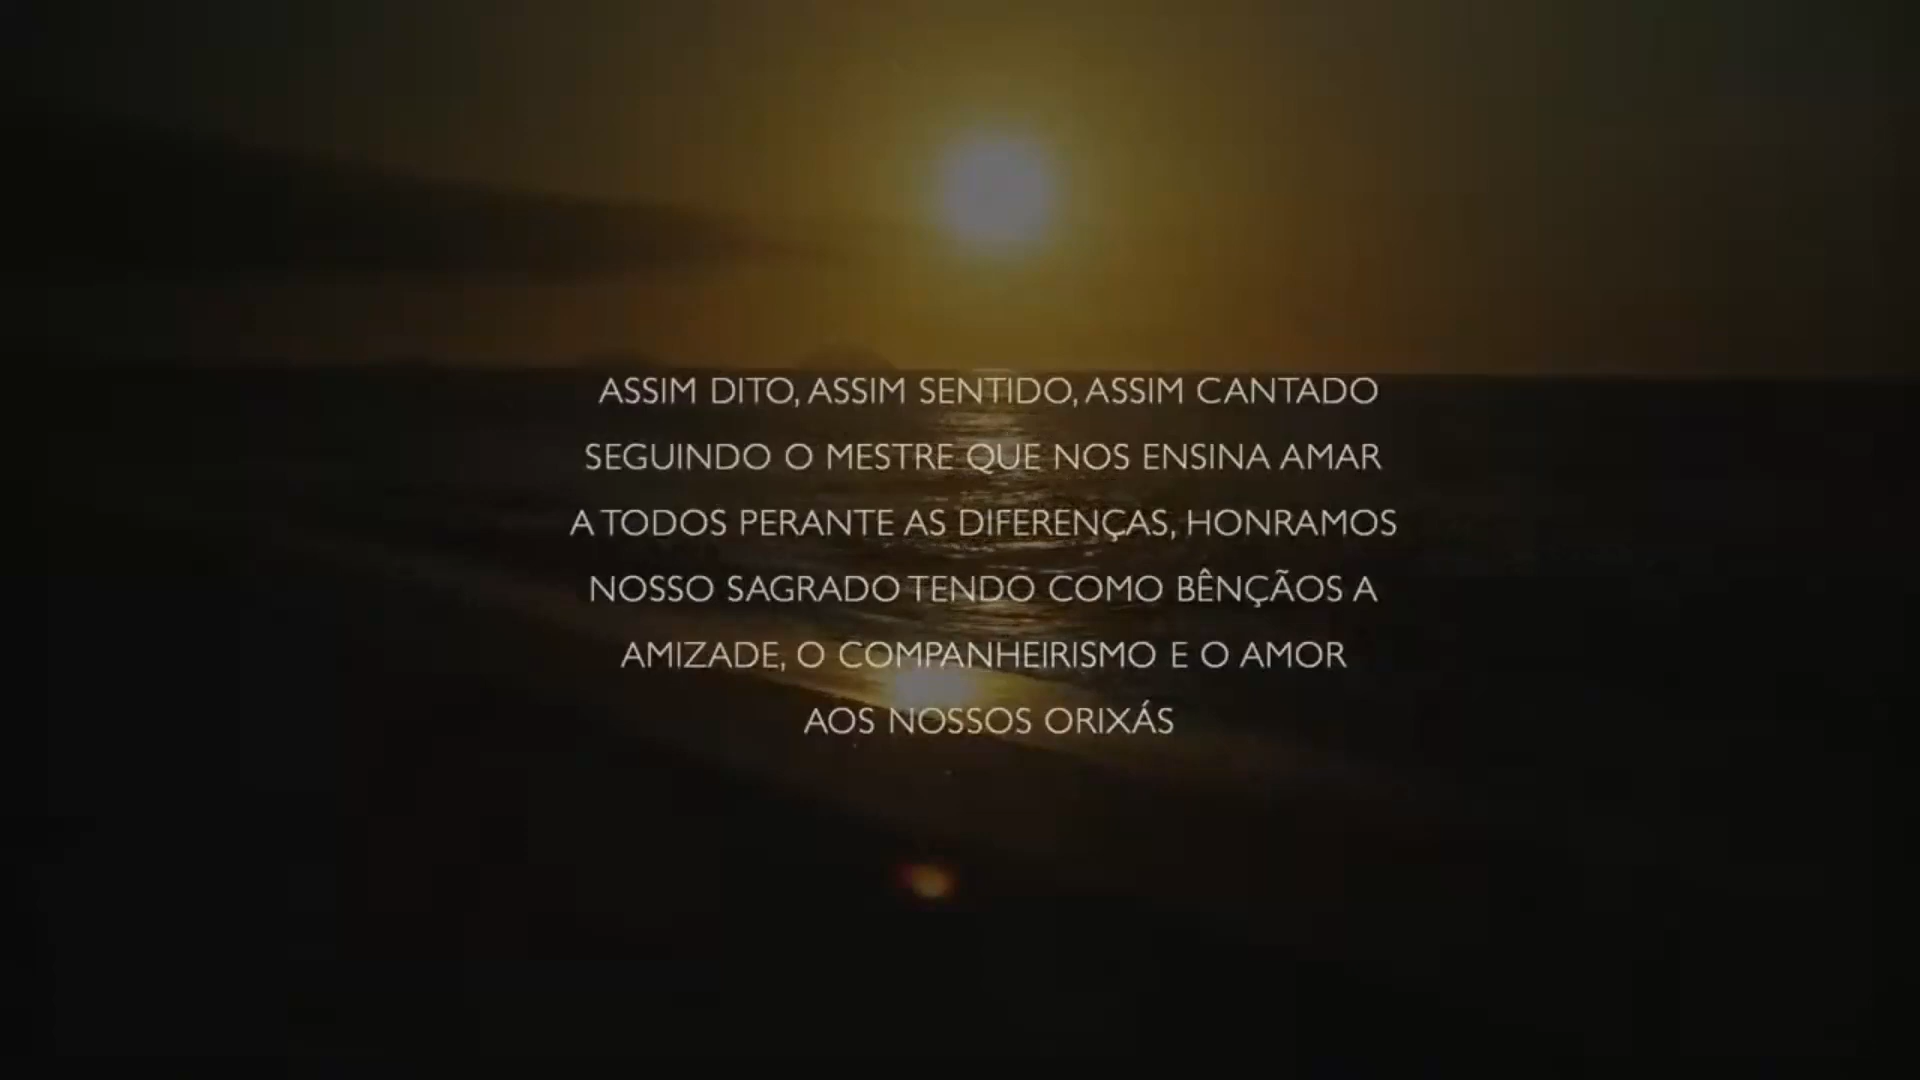 ASSIM DITO, ASSIM SENTIDO, ASSIM CANTADO
SEGUINDO O MESTRE QUE NOS ENSINA AMAR
A TODOS PERANTE AS DIFERENÇAS, HONRAMOS
NOSSO SAGRADO TENDO COMO BÊNÇÃOS A
AMIZADE, O COMPANHEIRISMO E O AMOR
AOS NOSSOS ORIXÁS